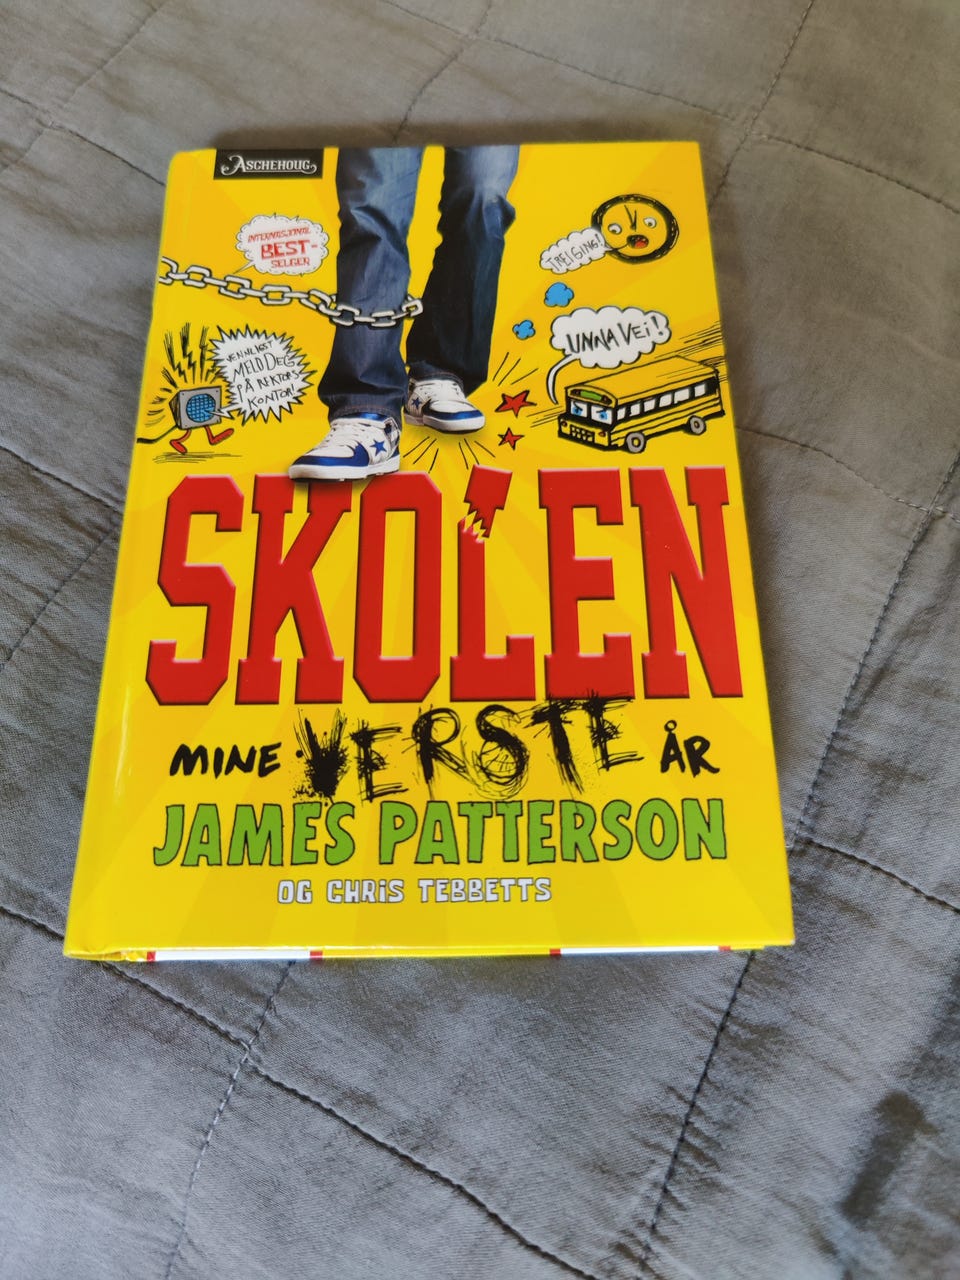 ASCHEHOUG
INTERNASJONAL
BEST-
SELGER
TREIGING!
UNNA VEI!
VENNLIGST
MELD DEG
PÅ REKTORS
KONTOR!
SKOLEN
MINE VERSTE ÅR
JAMES PATTERSON
OG CHRIS TEBBETTS